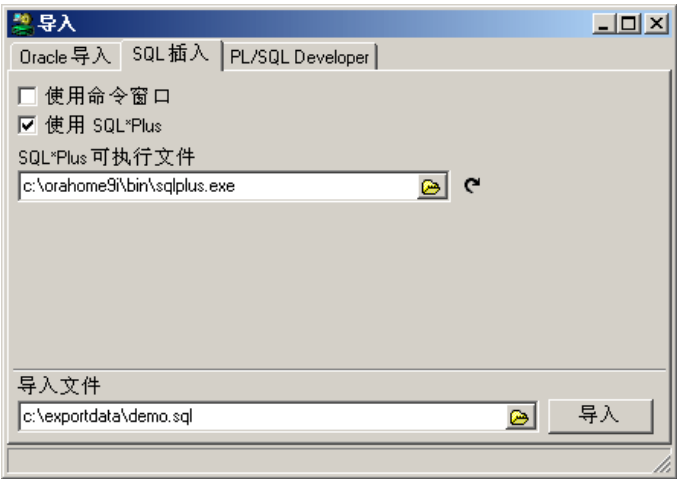 导入
Oracle 导入 SQL 插入 PL/SQL Developer
使用命令窗口
使用 SQL*Plus
SQL*Plus 可执行文件
c:\orahome9i\bin\sqlplus.exe
导入文件
c:\exportdata\demo.sql 导入